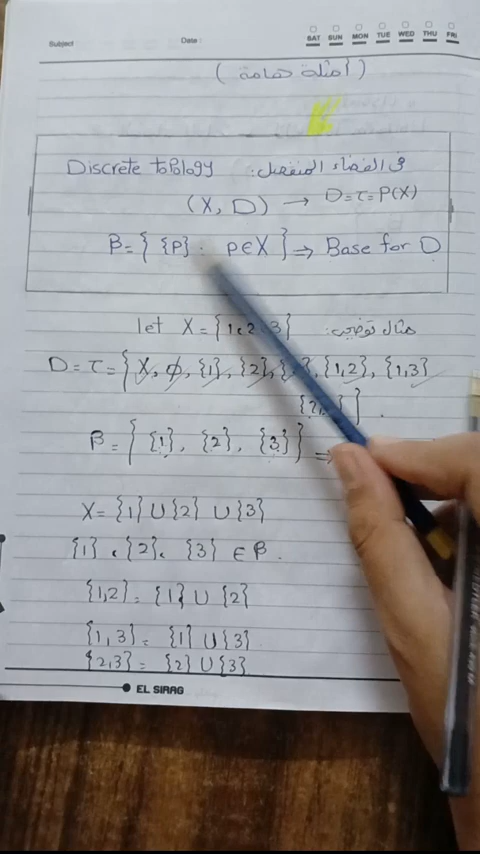 Subject Date: SAT SUN MON TUE WED THU FRI
(أمثلة هامة)
Discrete topology في الفضاء المنفصل:
(X, D) → D=τ=P(X)
β={ {P} : P∈X } ⇒ Base for D
let X={1,2,3} مثال توضيحي:
D=τ={X, φ, {1}, {2}, {1,2}, {1,3}
β={ {1}, {2}, {3} } ⇒
X={1} ∪ {2} ∪ {3}
{1}, {2}, {3} ∈ β.
{1,2} = {1} ∪ {2}
{1,3} = {1} ∪ {3}
{2,3} = {2} ∪ {3}
EL SIRAG